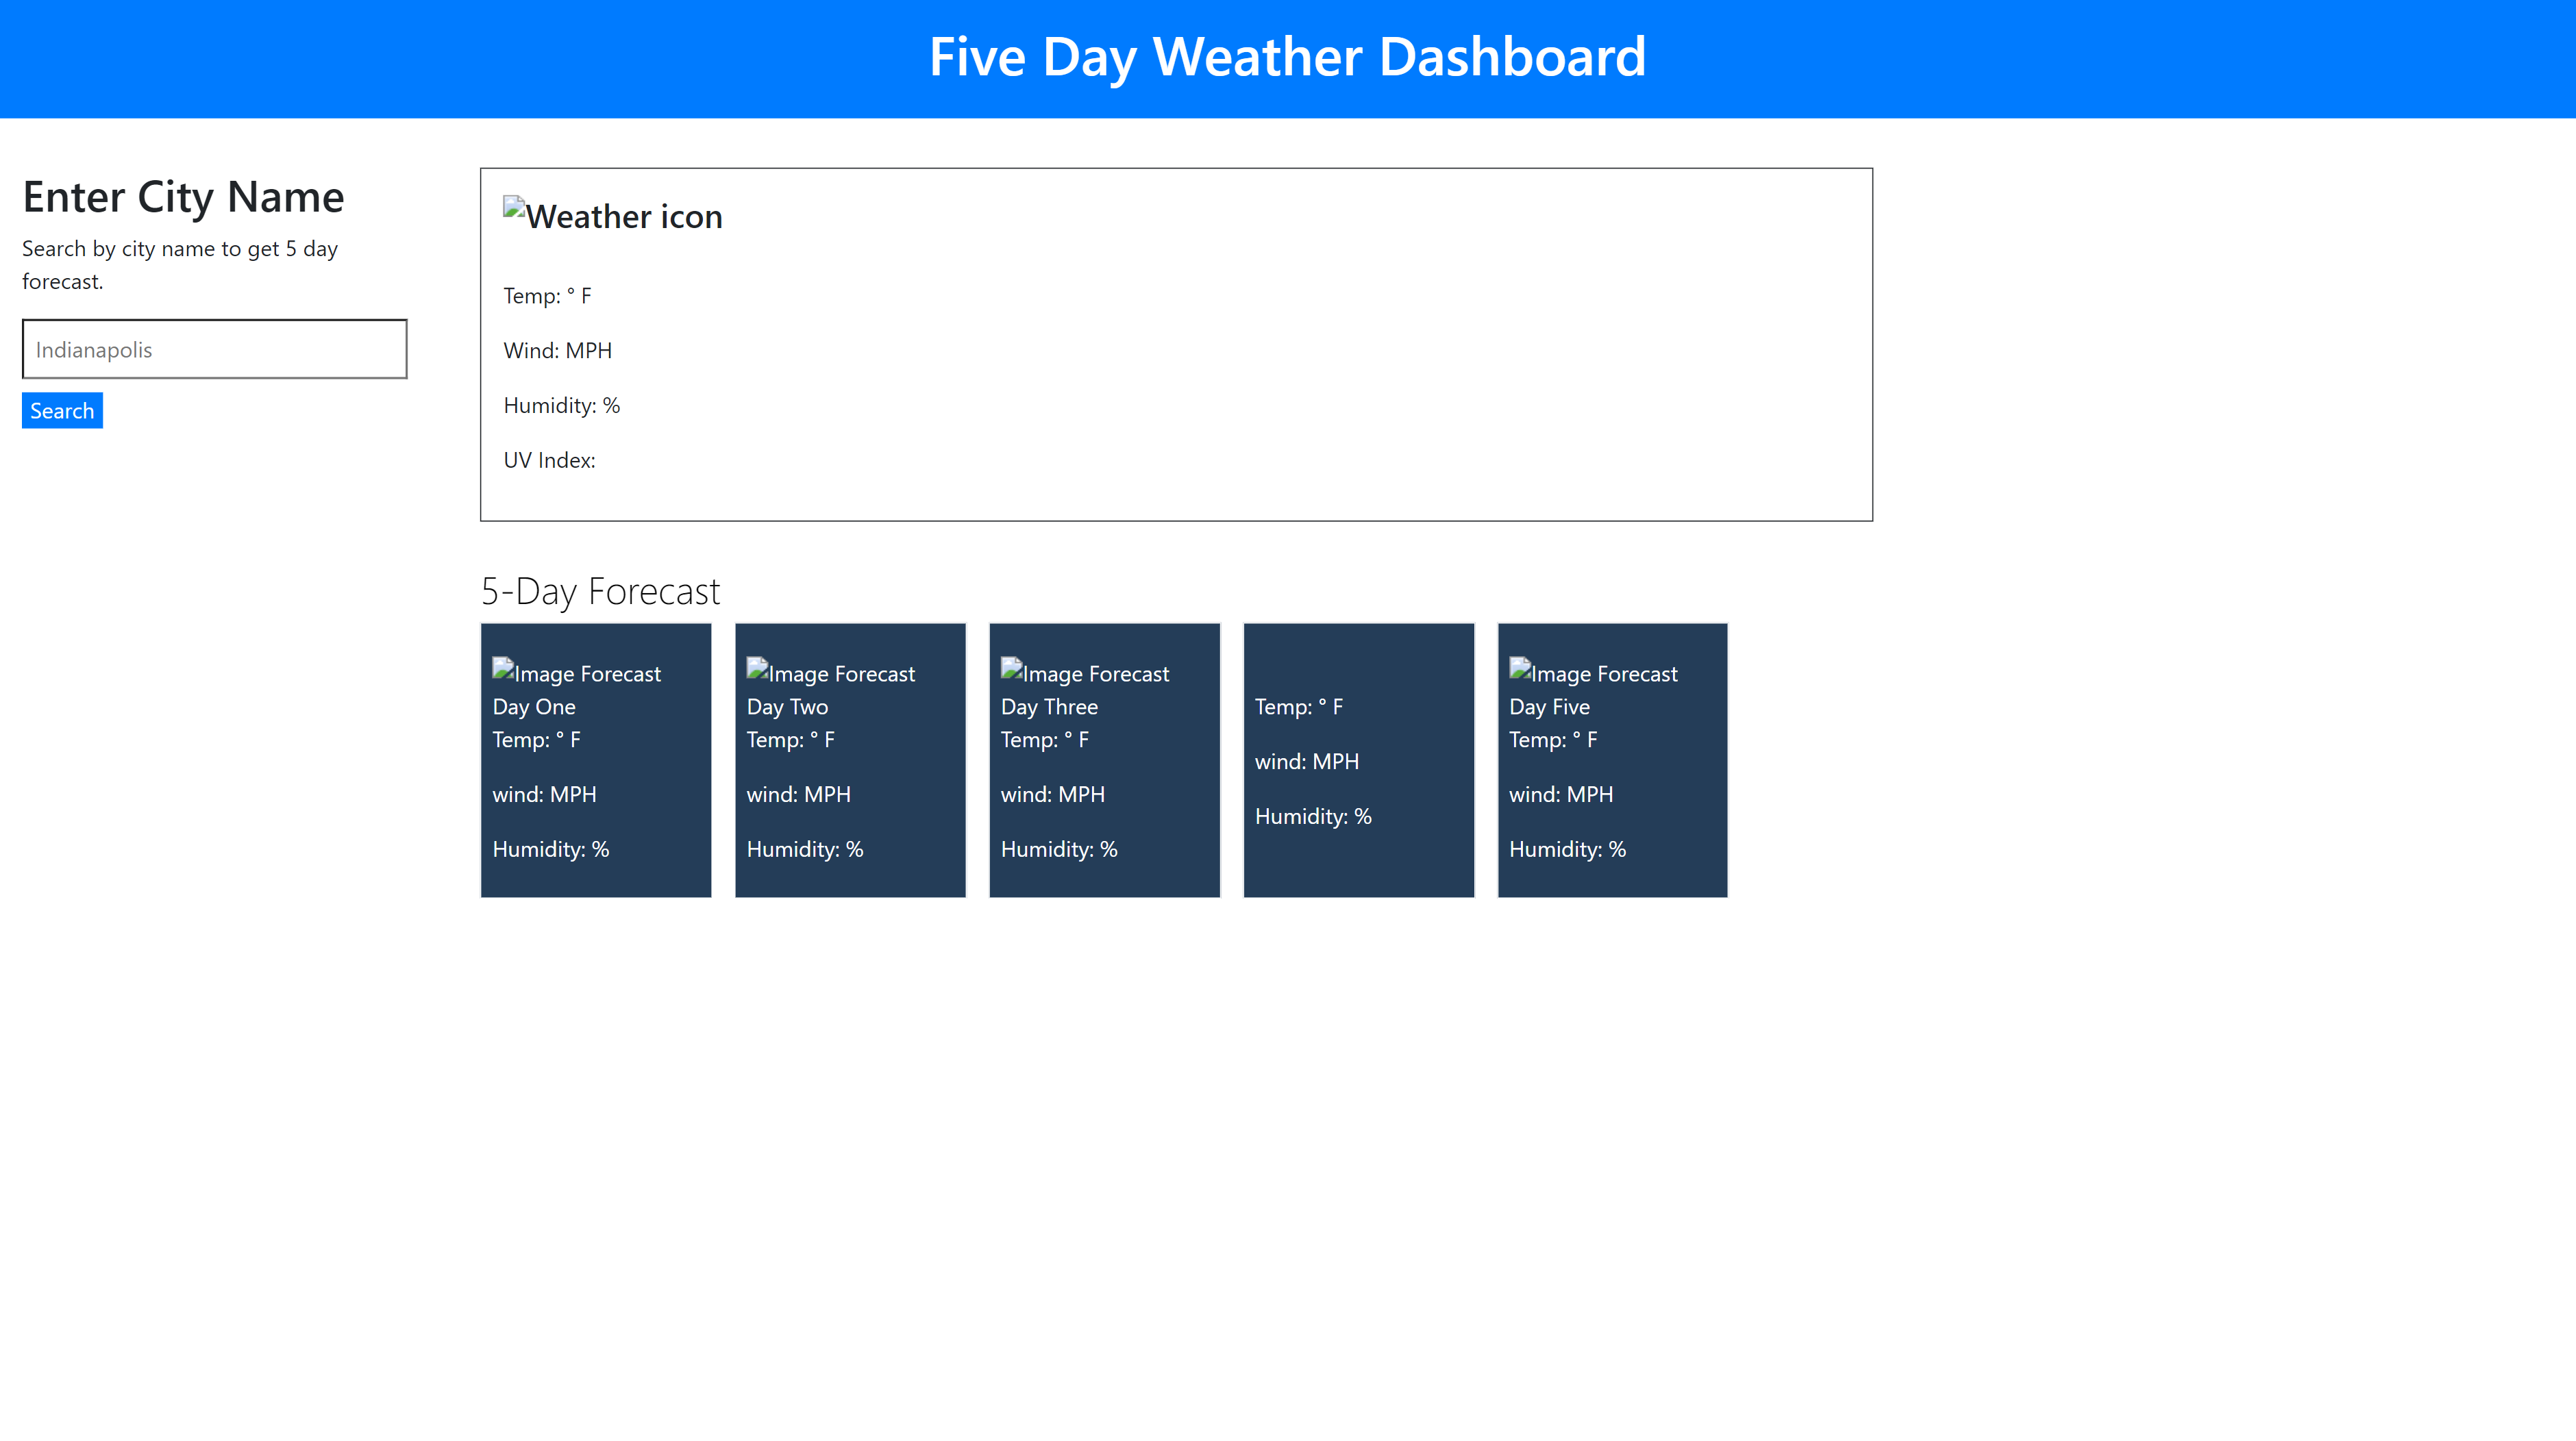 Five Day Weather Dashboard
Enter City Name
Search by city name to get 5 day
forecast.
Indianapolis
Search
Weather icon
Temp: ° F
Wind: MPH
Humidity: %
UV Index:
5-Day Forecast
Image Forecast
Day One
Temp: ° F
wind: MPH
Humidity: %
Image Forecast
Day Two
Temp: ° F
wind: MPH
Humidity: %
Image Forecast
Day Three
Temp: ° F
wind: MPH
Humidity: %
Temp: ° F
wind: MPH
Humidity: %
Image Forecast
Day Five
Temp: ° F
wind: MPH
Humidity: %